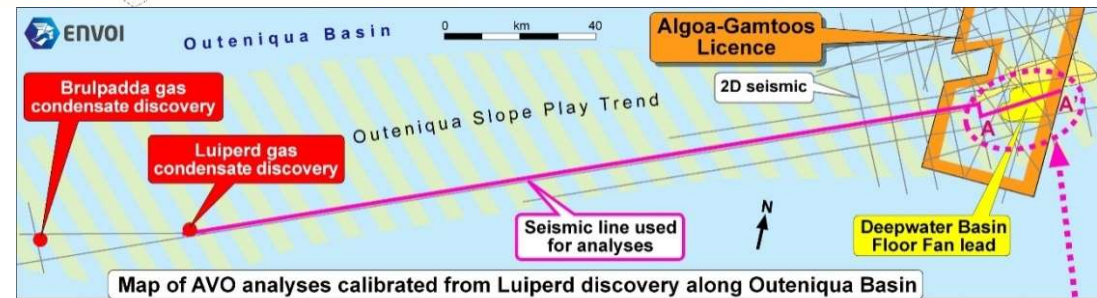 ENVOI
Outeniqua Basin
km
40
Algoa-Gamtoos
Licence
2D seismic
Brulpadda gas
condensate discovery
Outeniqua Slope Play Trend
Luiperd gas
condensate discovery
A
A'
N
Seismic line used
for analyses
Deepwater Basin
Floor Fan lead
Map of AVO analyses calibrated from Luiperd discovery along Outeniqua Basin